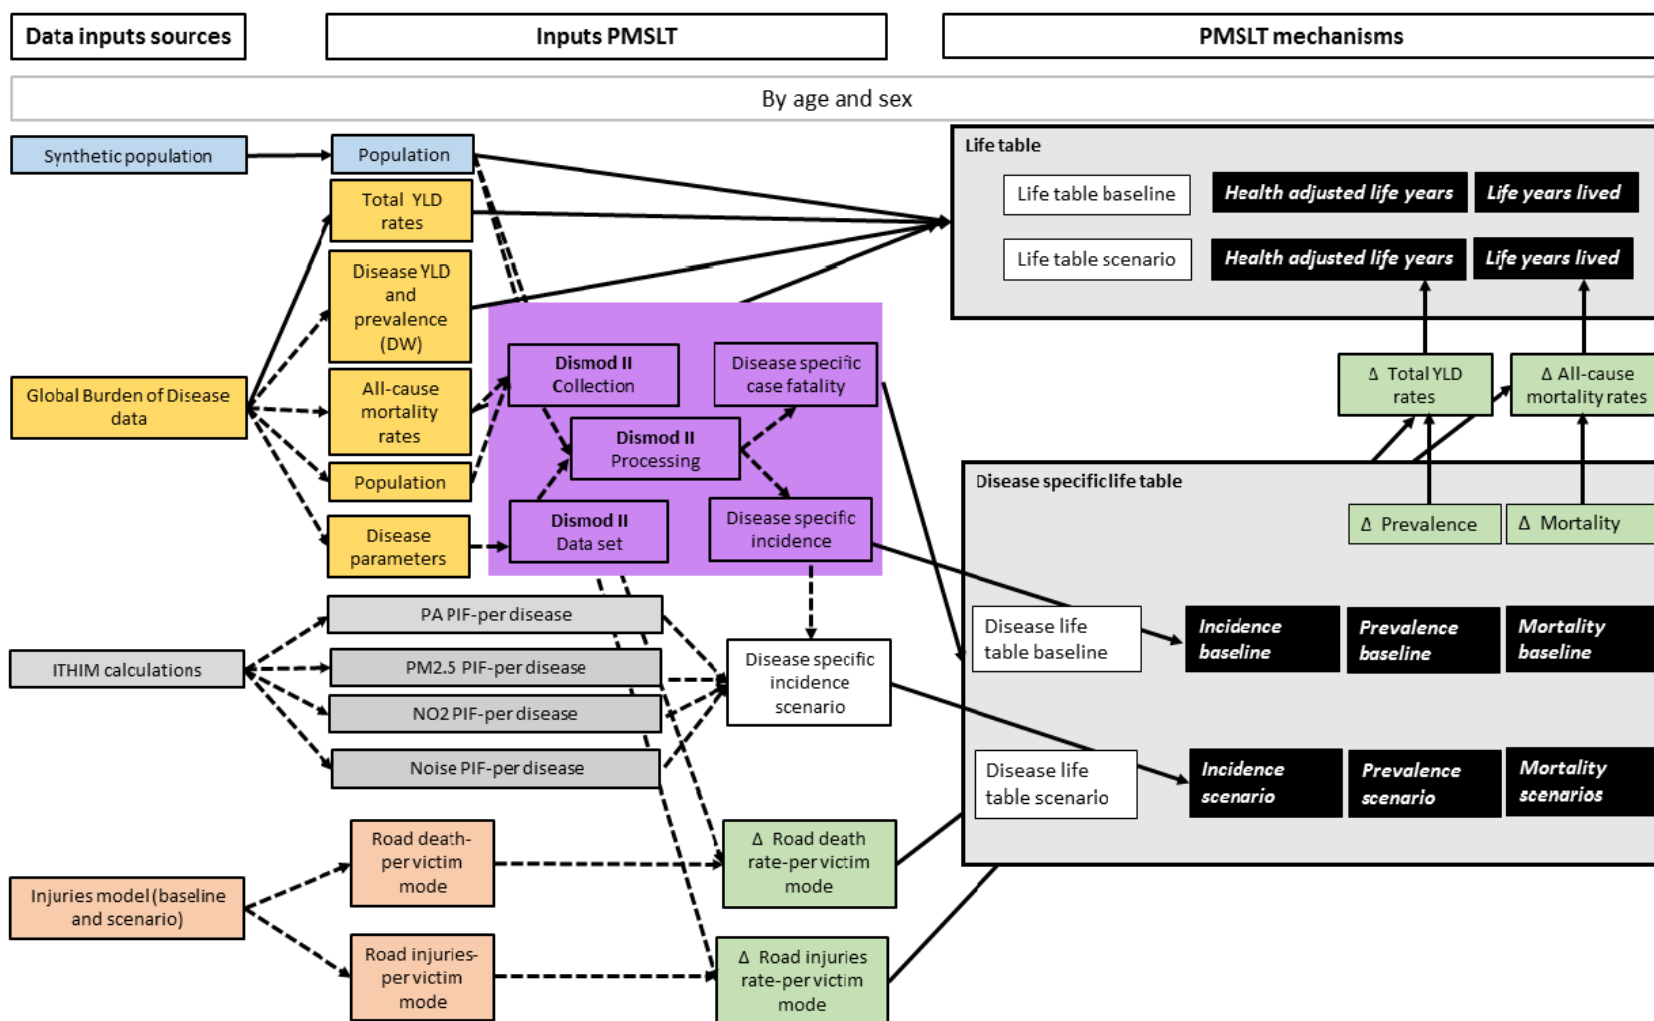 Data inputs sources
Inputs PMSLT
PMSLT mechanisms
By age and sex
Synthetic population
Population
Total YLD
rates
Disease YLD
and
prevalence
(DW)
Global Burden of Disease
data
All-cause
mortality
rates
Population
Disease
parameters
Dismod II
Collection
Disease specific
case fatality
Dismod II
Processing
Dismod II
Data set
Disease specific
incidence
ITHIM calculations
PA PIF-per disease
PM2.5 PIF-per disease
NO2 PIF-per disease
Noise PIF-per disease
Disease specific
incidence
scenario
Injuries model (baseline
and scenario)
Road death-
per victim
mode
Road injuries-
per victim
mode
Δ Road death
rate-per victim
mode
Δ Road injuries
rate-per victim
mode
Life table
Life table baseline
Health adjusted life years
Life years lived
Life table scenario
Health adjusted life years
Life years lived
Δ Total YLD
rates
Δ All-cause
mortality rates
Disease specific life table
Δ Prevalence
Δ Mortality
Disease life
table baseline
Incidence
baseline
Prevalence
baseline
Mortality
baseline
Disease life
table scenario
Incidence
scenario
Prevalence
scenario
Mortality
scenarios